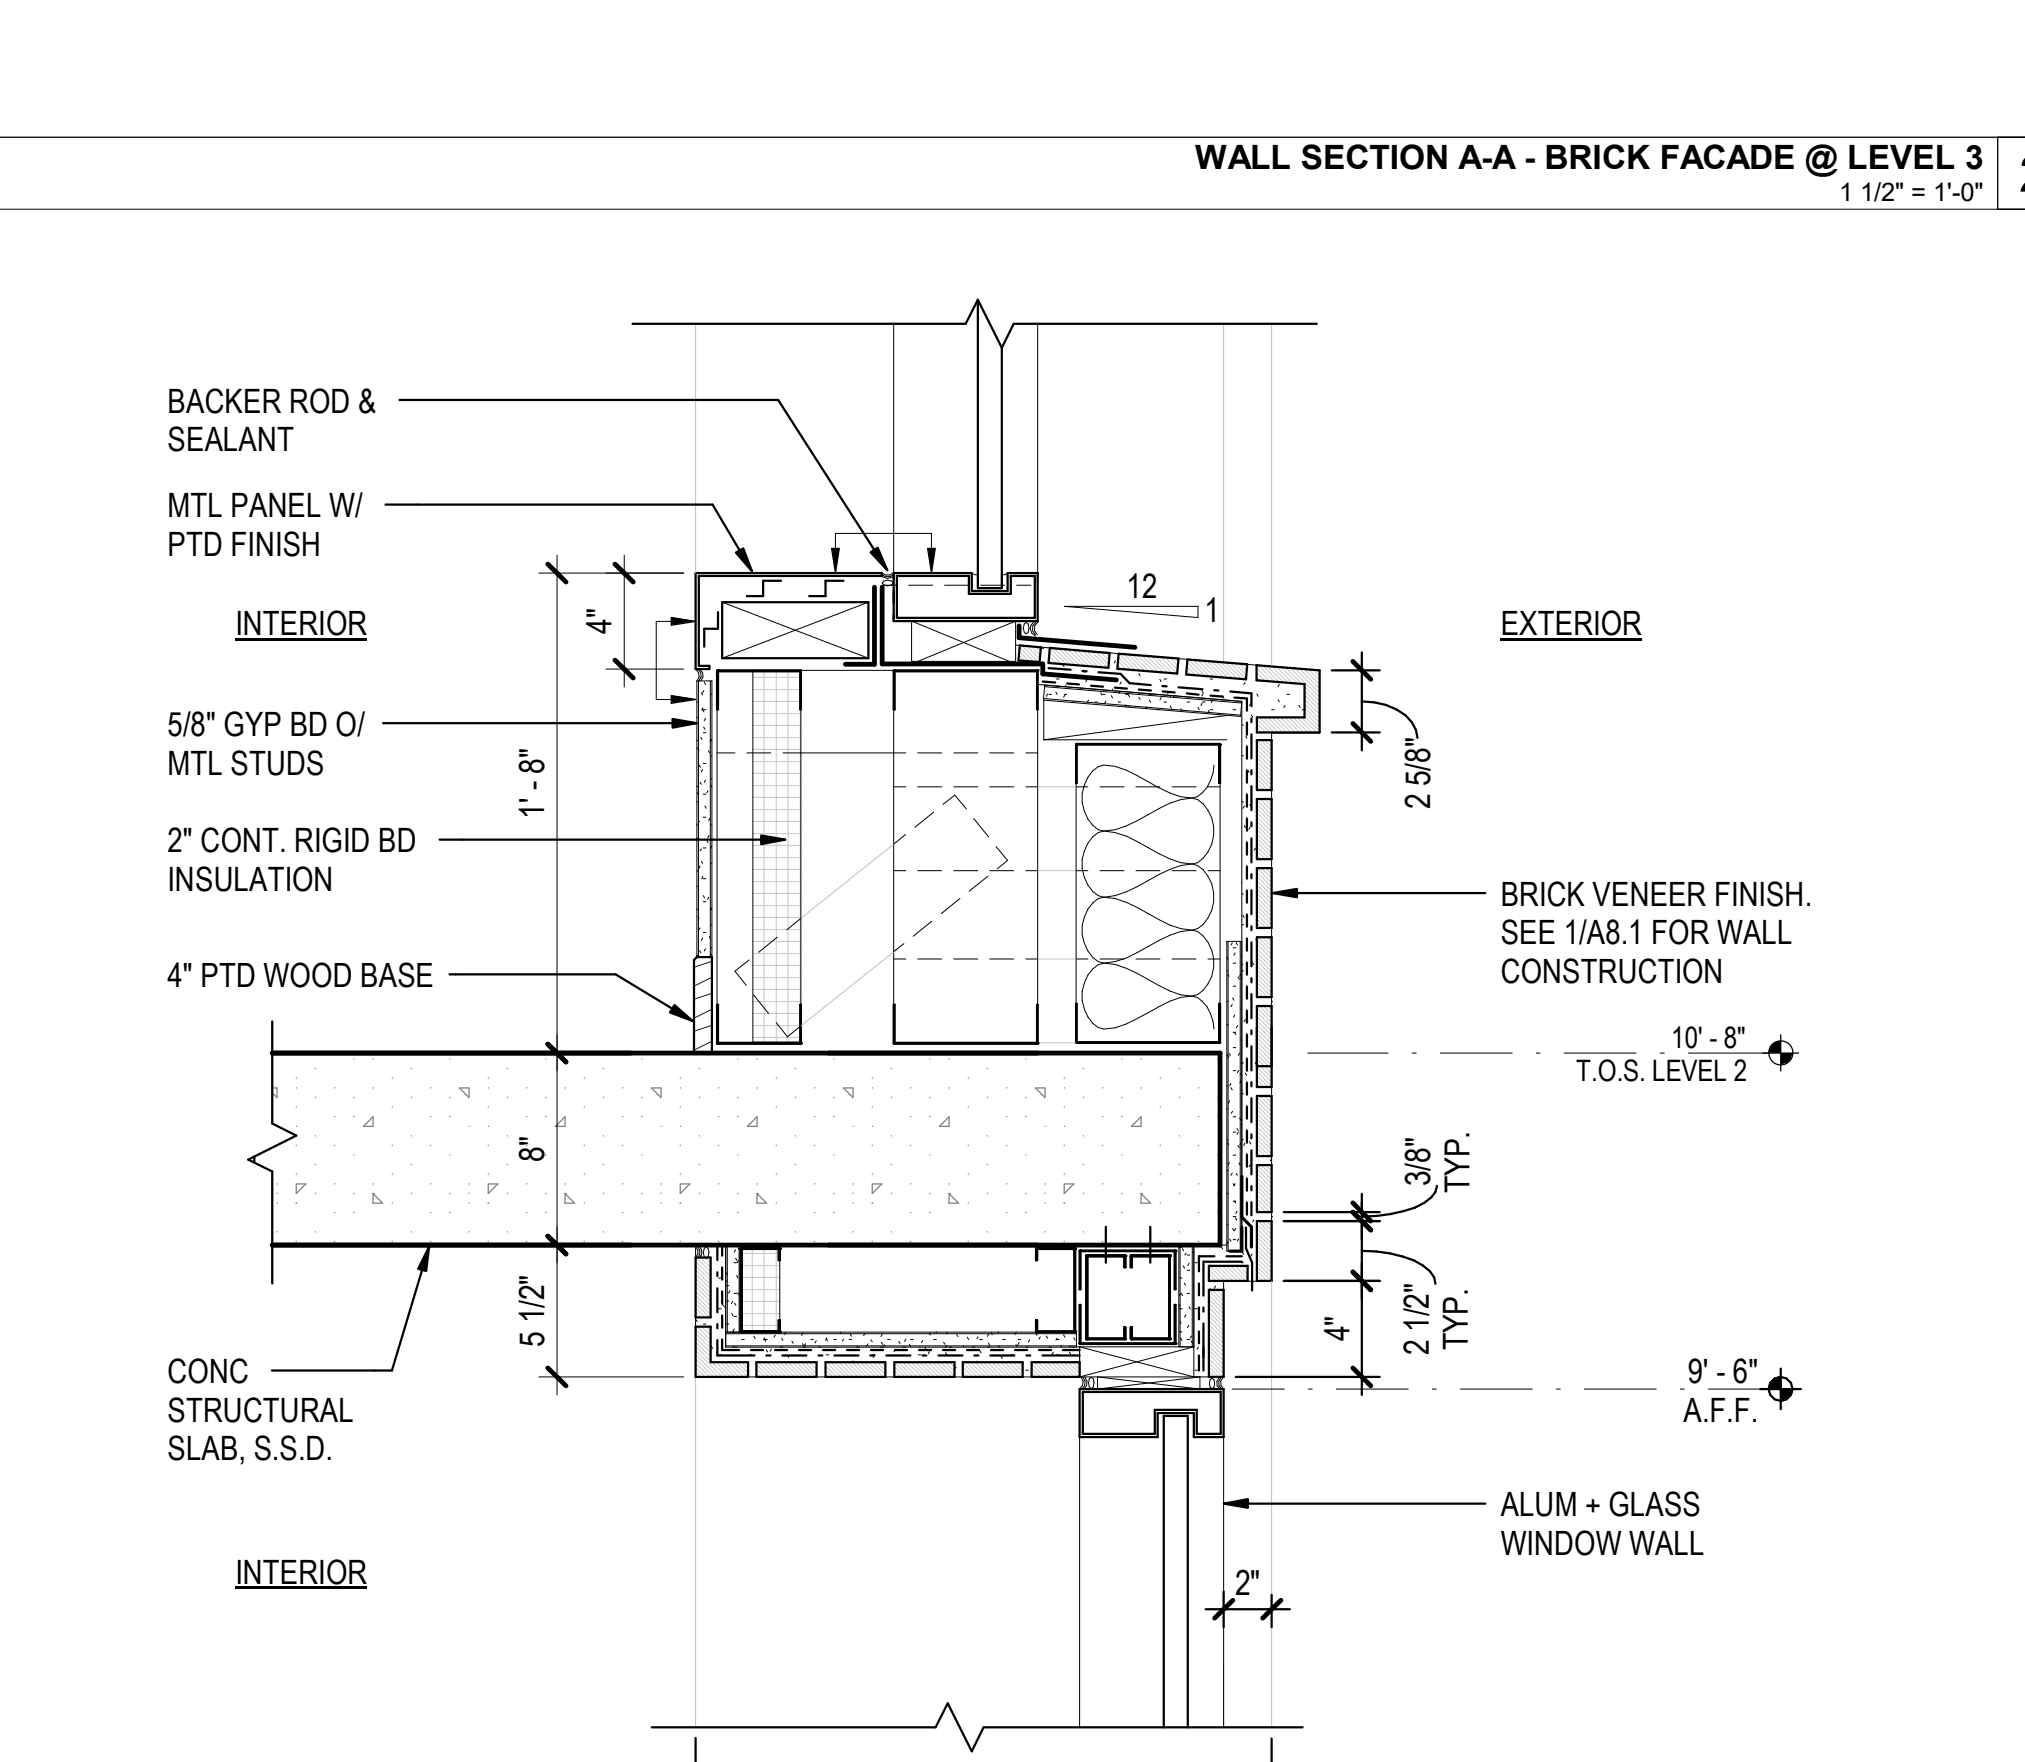 WALL SECTION A-A - BRICK FACADE @ LEVEL 3
1 1/2" = 1'-0"
BACKER ROD &
SEALANT
MTL PANEL W/
PTD FINISH
INTERIOR
4"
12
1
EXTERIOR
5/8" GYP BD O/
MTL STUDS
1' - 8"
2 5/8"
2" CONT. RIGID BD
INSULATION
BRICK VENEER FINISH.
SEE 1/A8.1 FOR WALL
CONSTRUCTION
4" PTD WOOD BASE
10' - 8"
T.O.S. LEVEL 2
8"
3/8"
TYP.
5 1/2"
4"
2 1/2"
TYP.
CONC
STRUCTURAL
SLAB, S.S.D.
9' - 6"
A.F.F.
ALUM + GLASS
WINDOW WALL
INTERIOR
2"